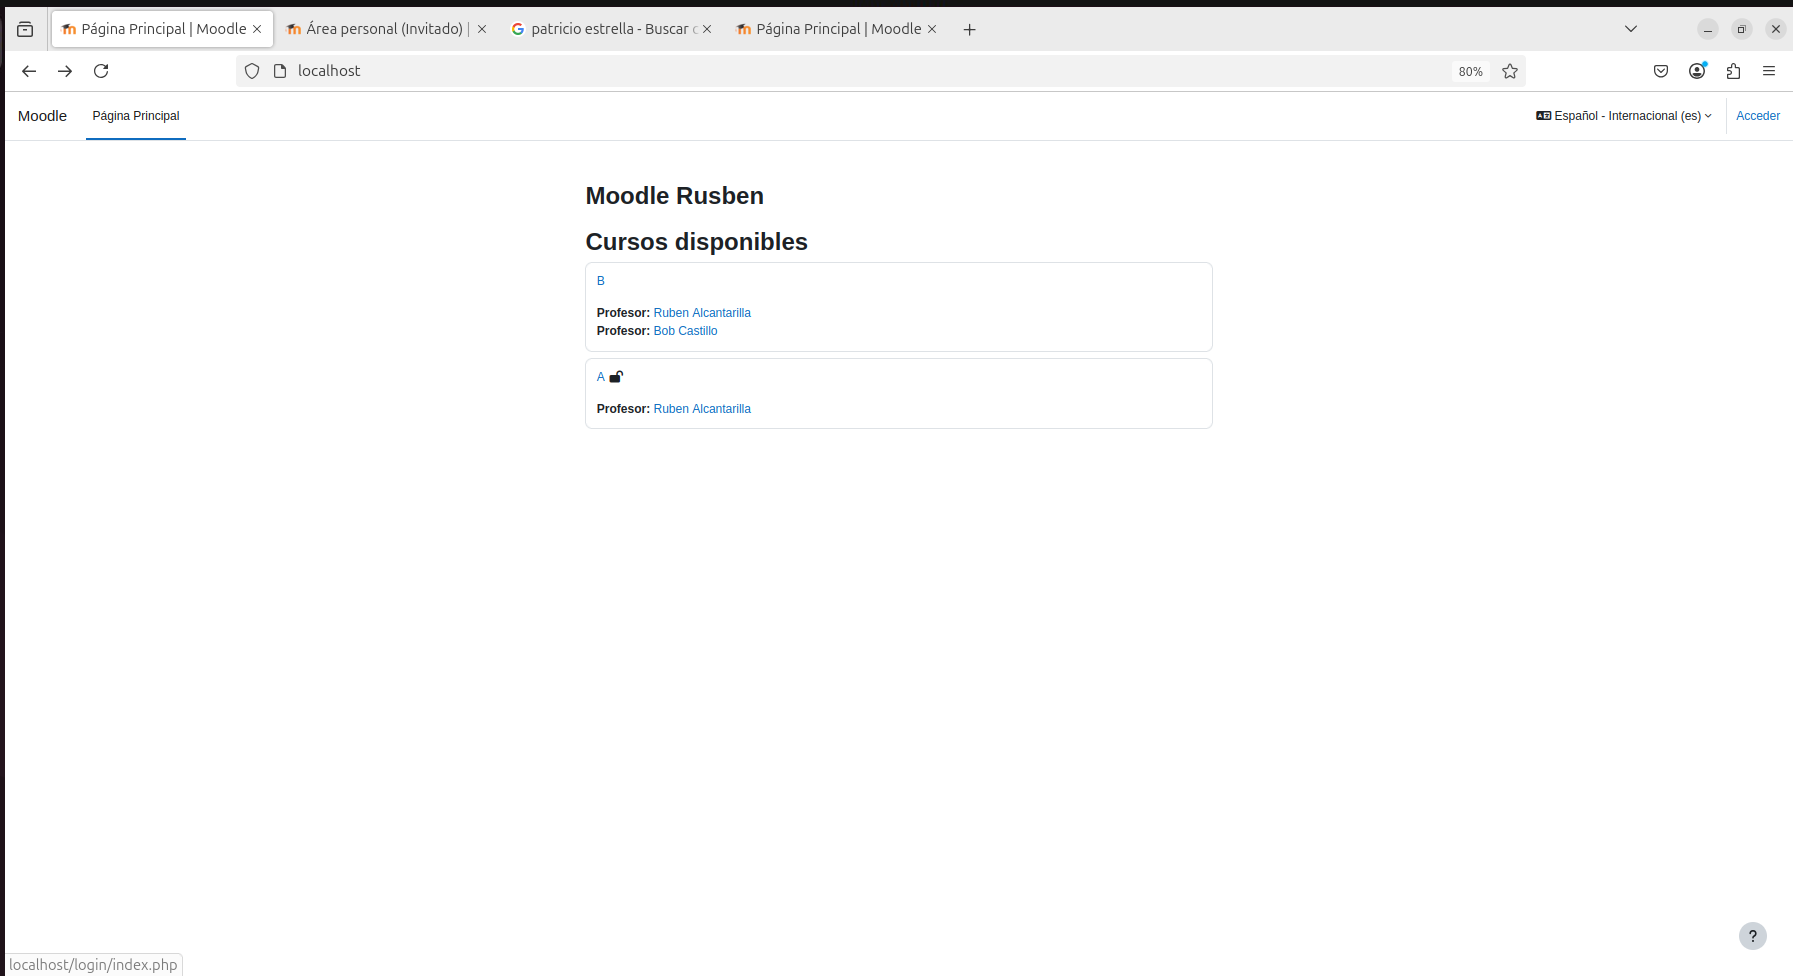 Página Principal | Moodle
Área personal (Invitado) |
patricio estrella - Buscar c
Página Principal | Moodle
localhost
80%
Moodle
Página Principal
Español - Internacional (es)
Acceder
Moodle Rusben
Cursos disponibles
B
Profesor: Ruben Alcantarilla
Profesor: Bob Castillo
A
Profesor: Ruben Alcantarilla
?
localhost/login/index.php